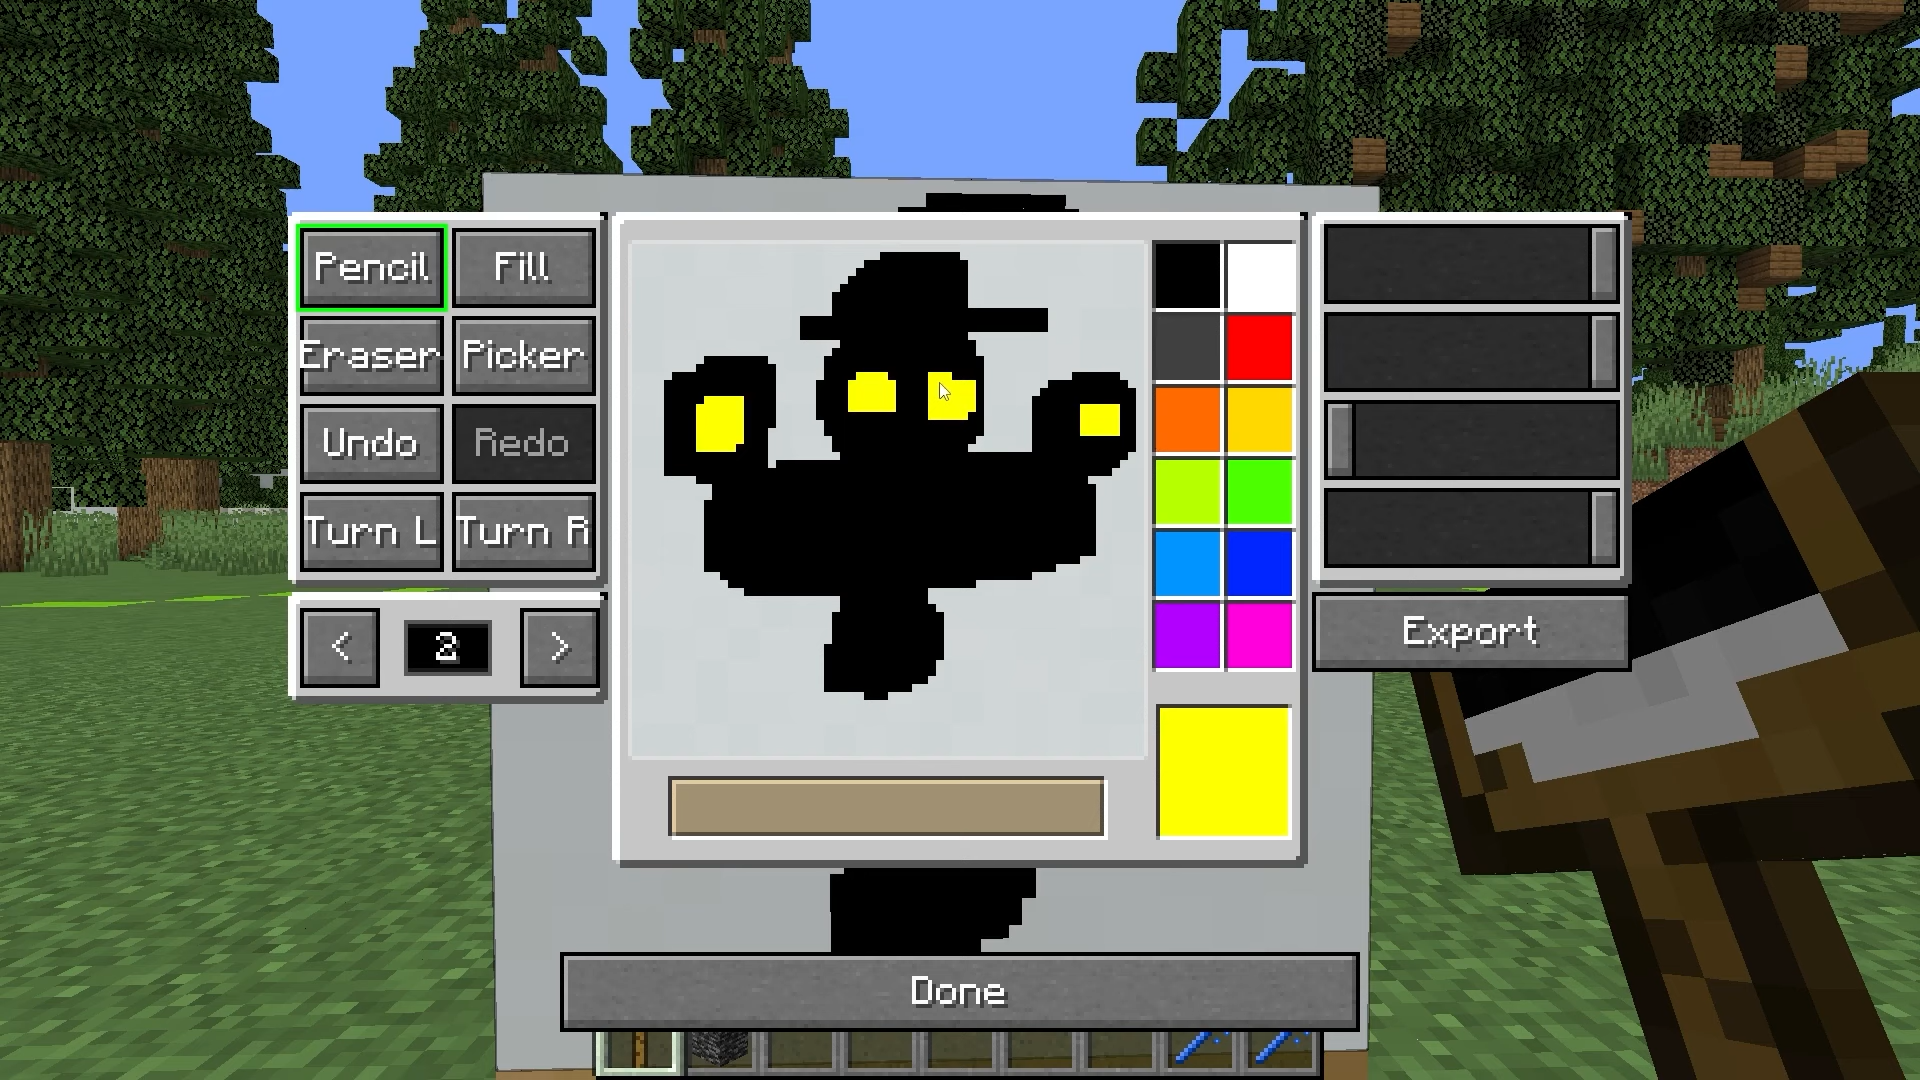 Pencil Fill
Eraser Picker
Undo Redo
Turn L Turn R
< 2 >
Export
Done